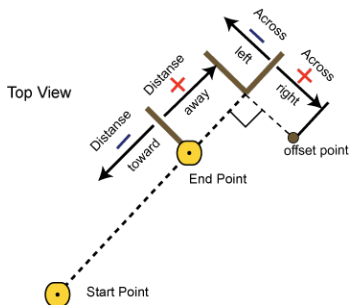 Across
−
left
Across
+
right
Distanse
+
away
Top View
Distanse
−
toward
offset point
End Point
Start Point